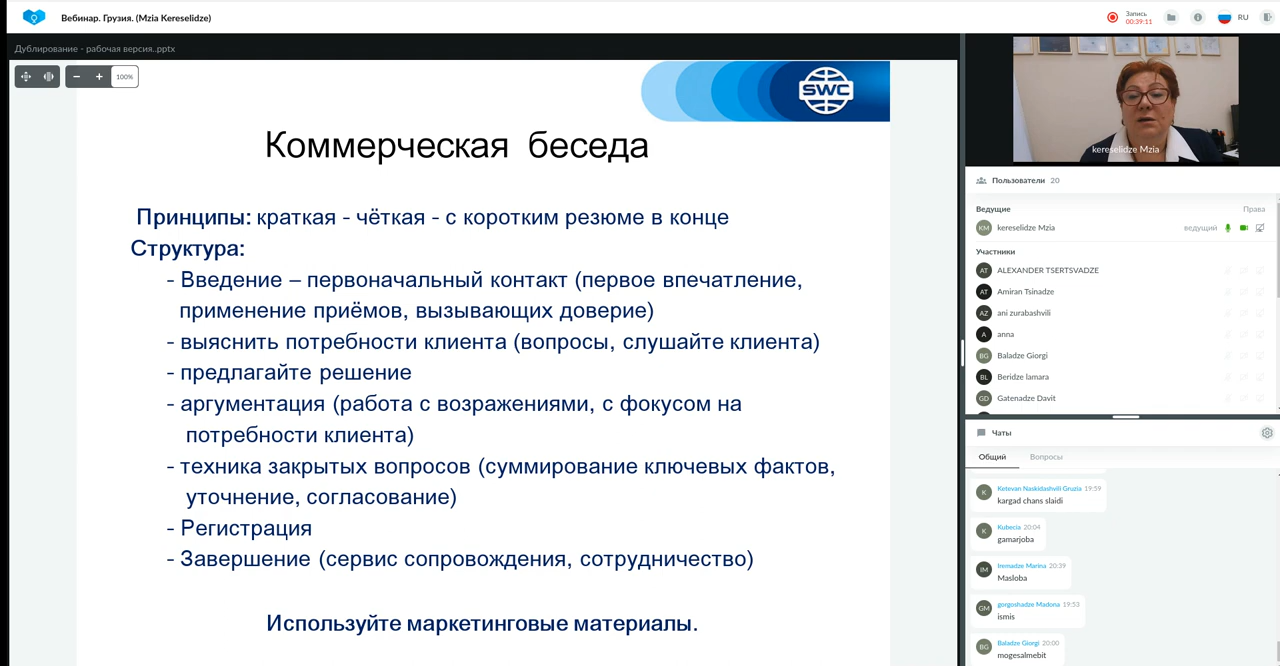 Вебинар. Грузия. (Mzia Kereselidze)
Запись
00:39:11
RU
Дублирование - рабочая версия..pptx
100%
SWC
Коммерческая беседа
Принципы: краткая - чёткая - с коротким резюме в конце
Структура:
- Введение – первоначальный контакт (первое впечатление,
применение приёмов, вызывающих доверие)
- выяснить потребности клиента (вопросы, слушайте клиента)
- предлагайте решение
- аргументация (работа с возражениями, с фокусом на
потребности клиента)
- техника закрытых вопросов (суммирование ключевых фактов,
уточнение, согласование)
- Регистрация
- Завершение (сервис сопровождения, сотрудничество)
Используйте маркетинговые материалы.
kereselidze Mzia
Пользователи 20
Ведущие Права
KM kereselidze Mzia ведущий
Участники
AT ALEXANDER TSERTSVADZE
AT Amiran Tsinadze
AZ ani zurabashvili
A anna
BG Baladze Giorgi
BL Beridze lamara
GD Gatenadze Davit
Чаты
Общий Вопросы
K Ketevan Naskidashvili Gruzia 19:59
kargad chans slaidi
K Kubecia 20:04
gamarjoba
IM Iremadze Marina 20:39
Masloba
GM gorgoshadze Madona 19:53
ismis
BG Baladze Giorgi 20:00
mogesalmebit